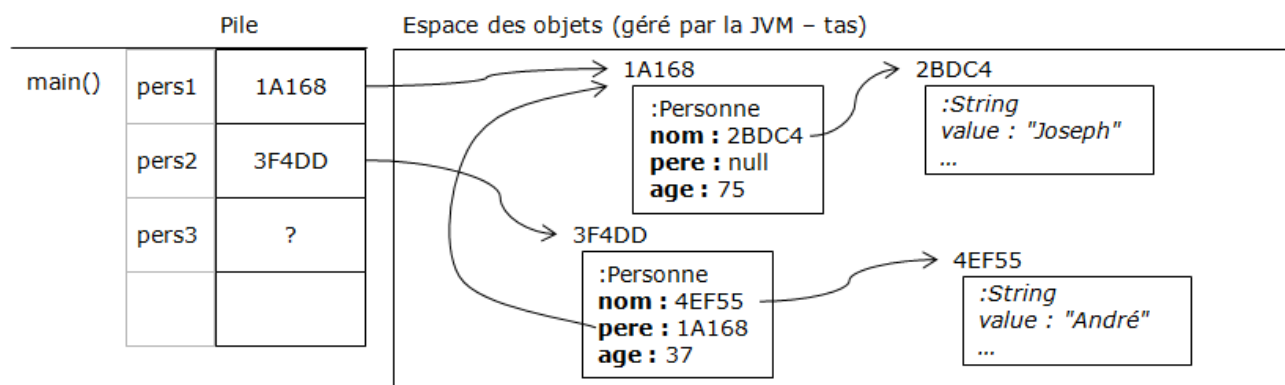 Pile
Espace des objets (géré par la JVM – tas)
main()
pers1
1A168
pers2
3F4DD
pers3
?
1A168
:Personne
nom : 2BDC4
pere : null
age : 75
2BDC4
:String
value : "Joseph"
...
3F4DD
:Personne
nom : 4EF55
pere : 1A168
age : 37
4EF55
:String
value : "André"
...